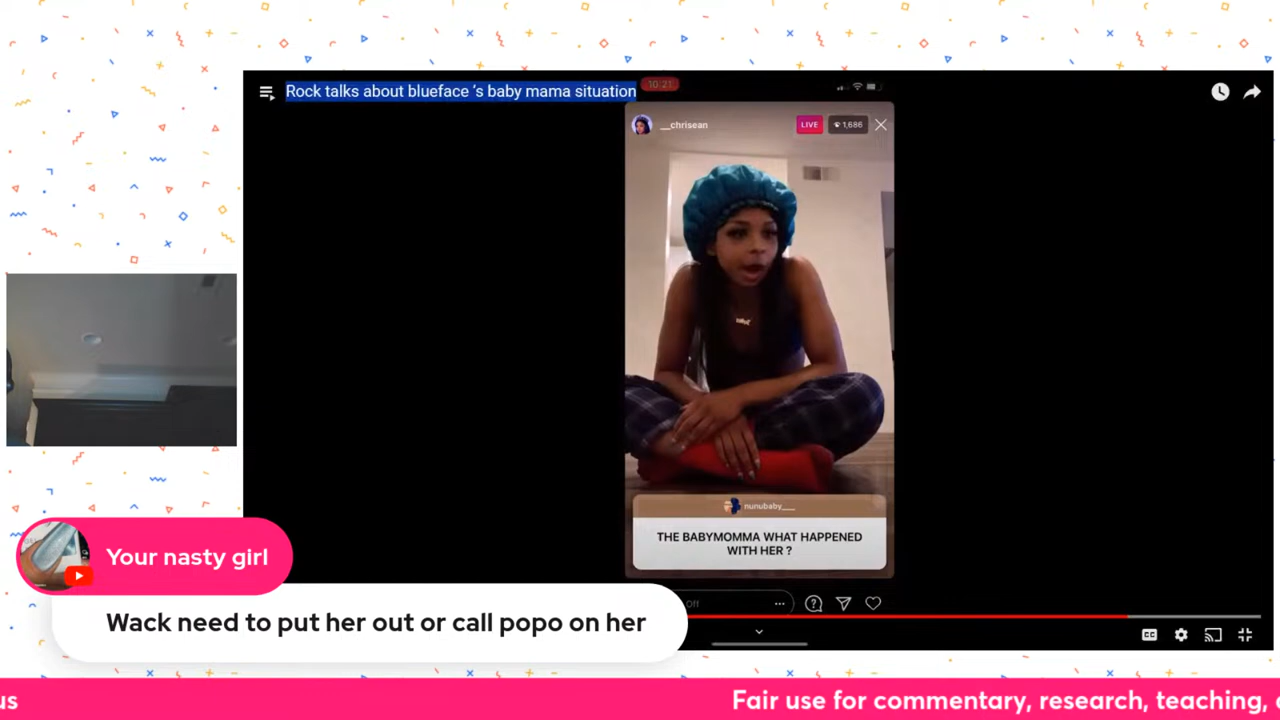 Rock talks about blueface 's baby mama situation
10:21
__chrisean
LIVE
1,686
nunubaby___
THE BABYMOMMA WHAT HAPPENED
WITH HER ?
Off
Your nasty girl
Wack need to put her out or call popo on her
CC
us
Fair use for commentary, research, teaching,